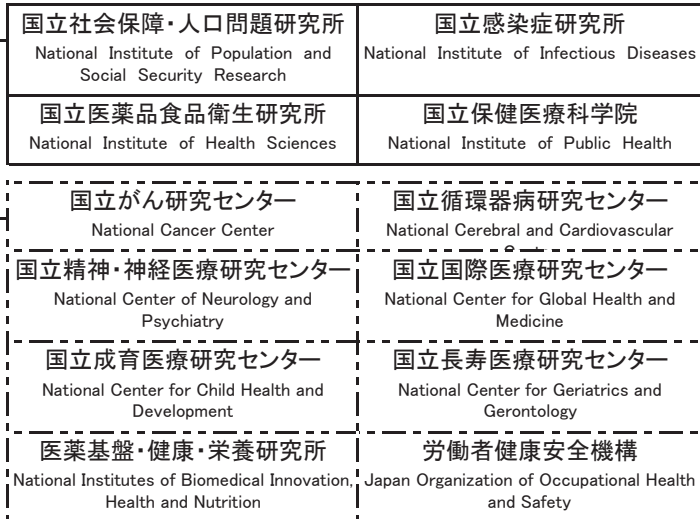 国立社会保障・人口問題研究所
National Institute of Population and
Social Security Research
国立感染症研究所
National Institute of Infectious Diseases
国立医薬品食品衛生研究所
National Institute of Health Sciences
国立保健医療科学院
National Institute of Public Health
国立がん研究センター
National Cancer Center
国立循環器病研究センター
National Cerebral and Cardiovascular
国立精神・神経医療研究センター
National Center of Neurology and
Psychiatry
国立国際医療研究センター
National Center for Global Health and
Medicine
国立成育医療研究センター
National Center for Child Health and
Development
国立長寿医療研究センター
National Center for Geriatrics and
Gerontology
医薬基盤・健康・栄養研究所
National Institutes of Biomedical Innovation,
Health and Nutrition
労働者健康安全機構
Japan Organization of Occupational Health
and Safety